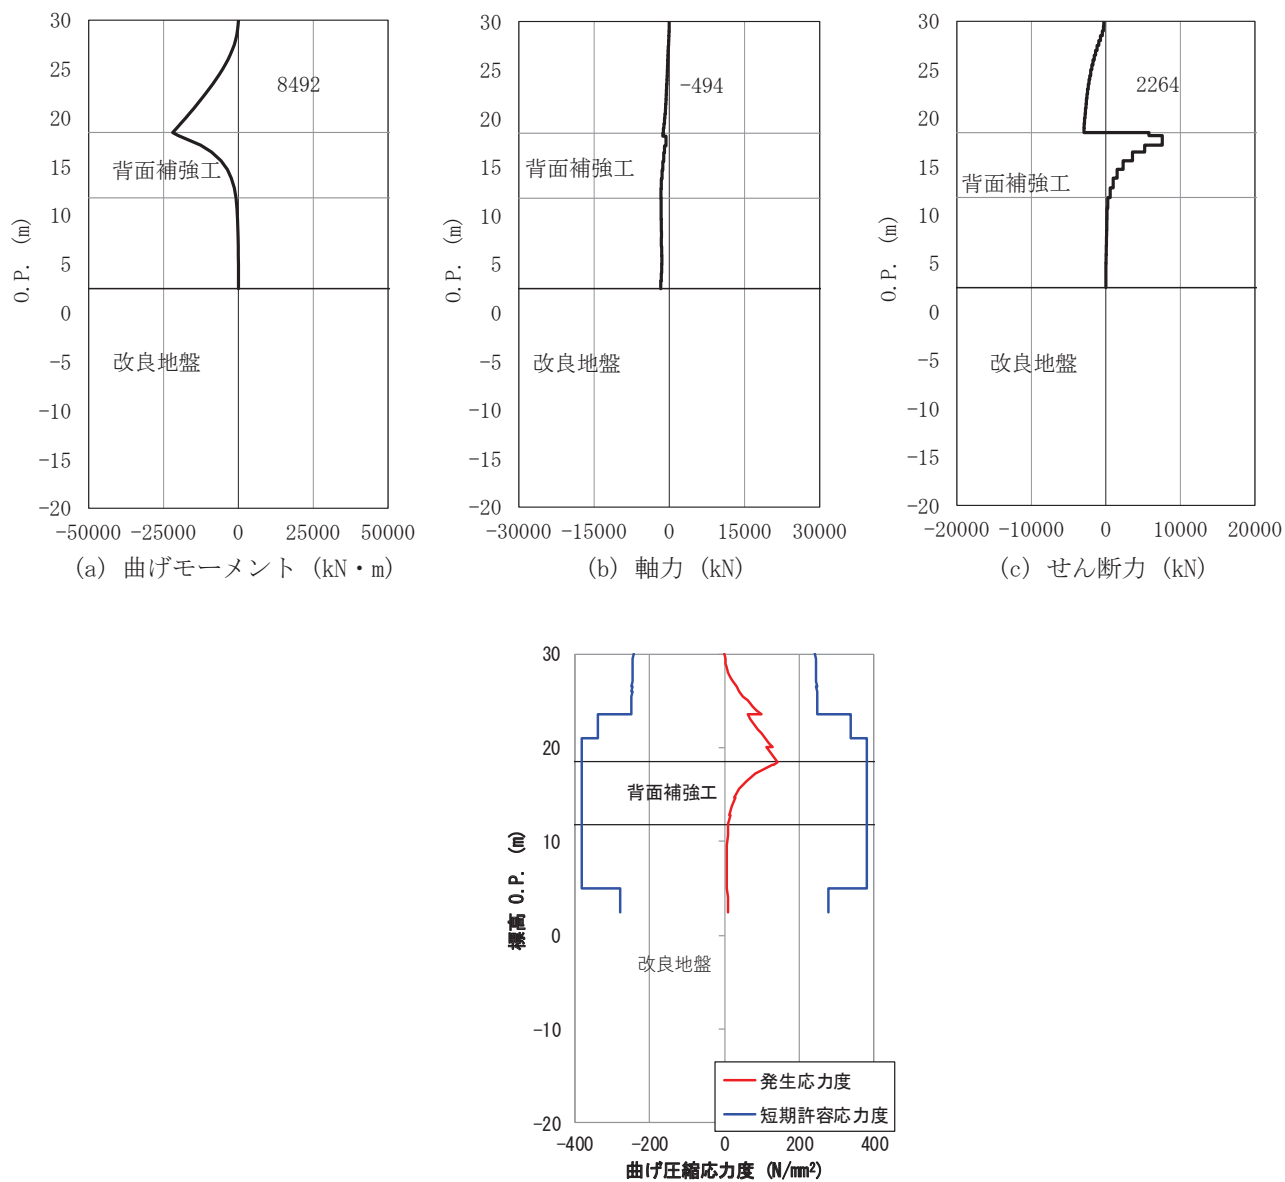 30
25
20
15
10
5
0
-5
-10
-15
-20
O.P. (m)
8492
背面補強工
改良地盤
-50000 -25000 0 25000 50000
(a) 曲げモーメント (kN・m)
30
25
20
15
10
5
0
-5
-10
-15
-20
O.P. (m)
-494
背面補強工
改良地盤
-30000 -15000 0 15000 30000
(b) 軸力 (kN)
30
25
20
15
10
5
0
-5
-10
-15
-20
O.P. (m)
2264
背面補強工
改良地盤
-20000 -10000 0 10000 20000
(c) せん断力 (kN)
30
20
10
0
-10
-20
標高 O.P. (m)
背面補強工
改良地盤
発生応力度
短期許容応力度
-400 -200 0 200 400
曲げ圧縮応力度 (N/mm²)